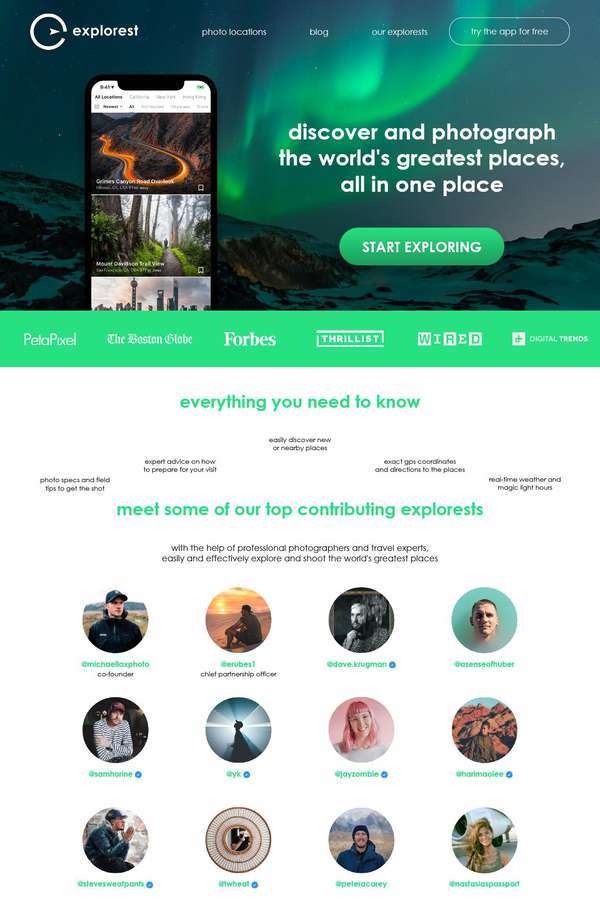 explorest
photo locations
blog
our explorests
try the app for free
9:41
All Locations California New York Hong Kong
Newest All Architecture Cityscape
Grimes Canyon Road Overlook
discover and photograph
the world's greatest places,
all in one place
START EXPLORING
Mount Davidson Trail View
PetaPixel
The Boston Globe
Forbes
THRILLIST
WIRED
DIGITAL TRENDS
everything you need to know
easily discover new
or nearby places
expert advice on how
to prepare for your visit
exact gps coordinates
and directions to the places
photo specs and field
tips to get the shot
real-time weather and
magic light hours
meet some of our top contributing explorests
with the help of professional photographers and travel experts,
easily and effectively explore and shoot the world's greatest places
@michaellaxphoto
co-founder
@erubes1
chief partnership officer
@dave.krugman
@asenseofhuber
@samhorine
@yk
@jayzombie
@harimaolee
@stevesweatpants
@twheat
@peteracarey
@nastasiaspassport